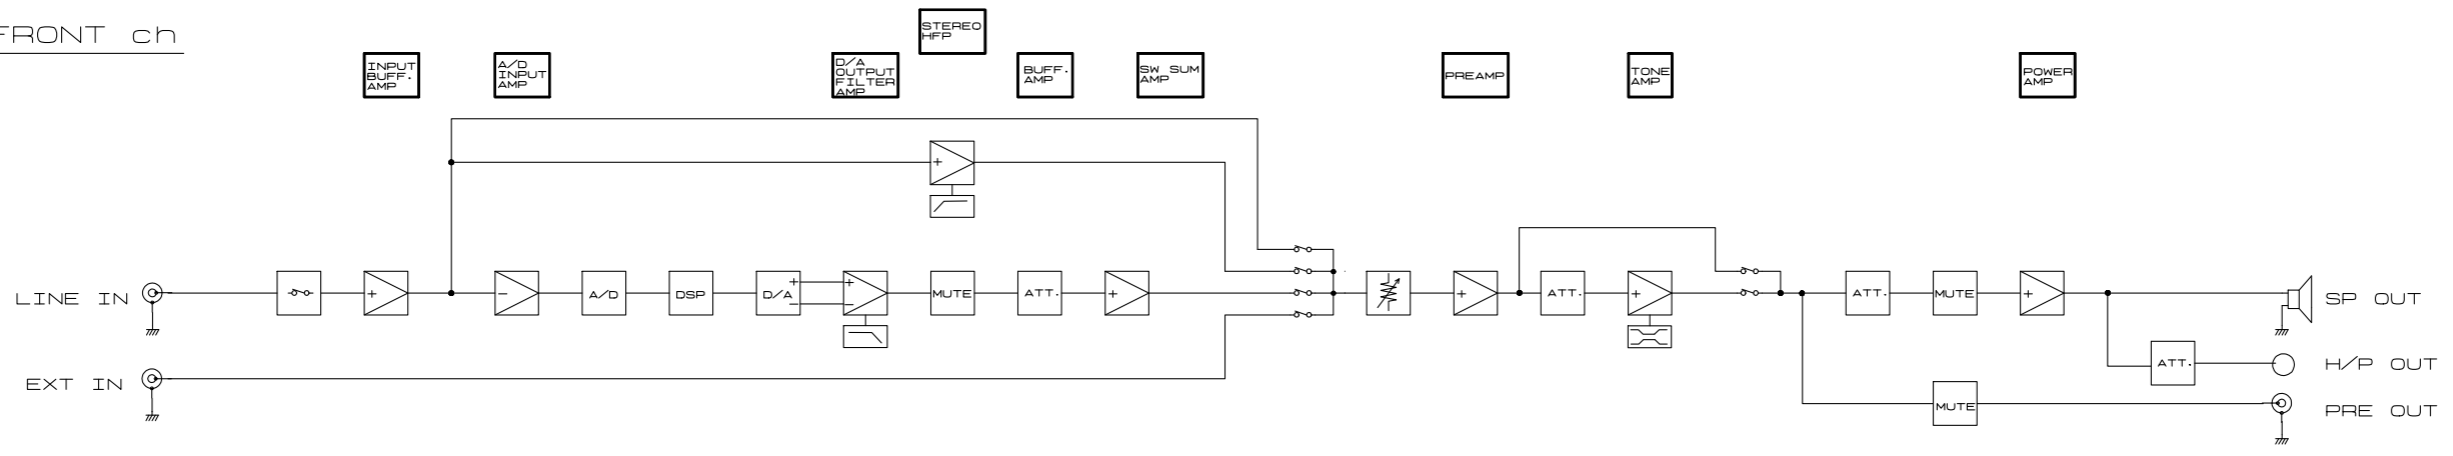 FRONT ch
STEREO
HFP
INPUT
BUFF.
AMP
A/D
INPUT
AMP
D/A
OUTPUT
FILTER
AMP
BUFF.
AMP
SW SUM
AMP
PREAMP
TONE
AMP
POWER
AMP
+
LINE IN
+
−
A/D
DSP
D/A
+
−
+
−
MUTE
ATT.
+
+
ATT.
+
ATT.
MUTE
+
SP OUT
EXT IN
ATT.
H/P OUT
MUTE
PRE OUT